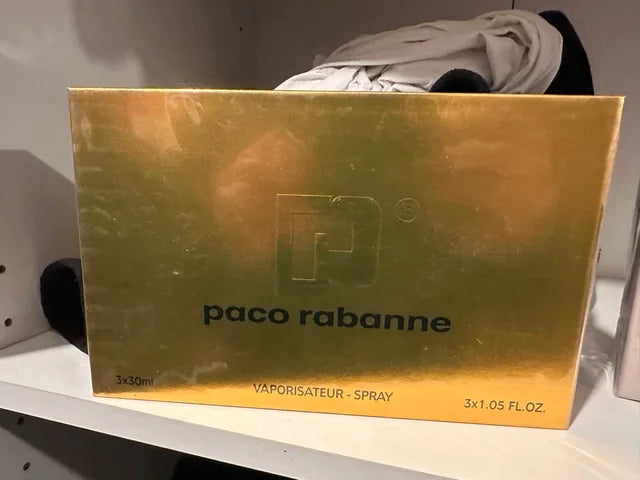 ®
paco rabanne
3x30ml
VAPORISATEUR - SPRAY
3x1.05 FL.OZ.